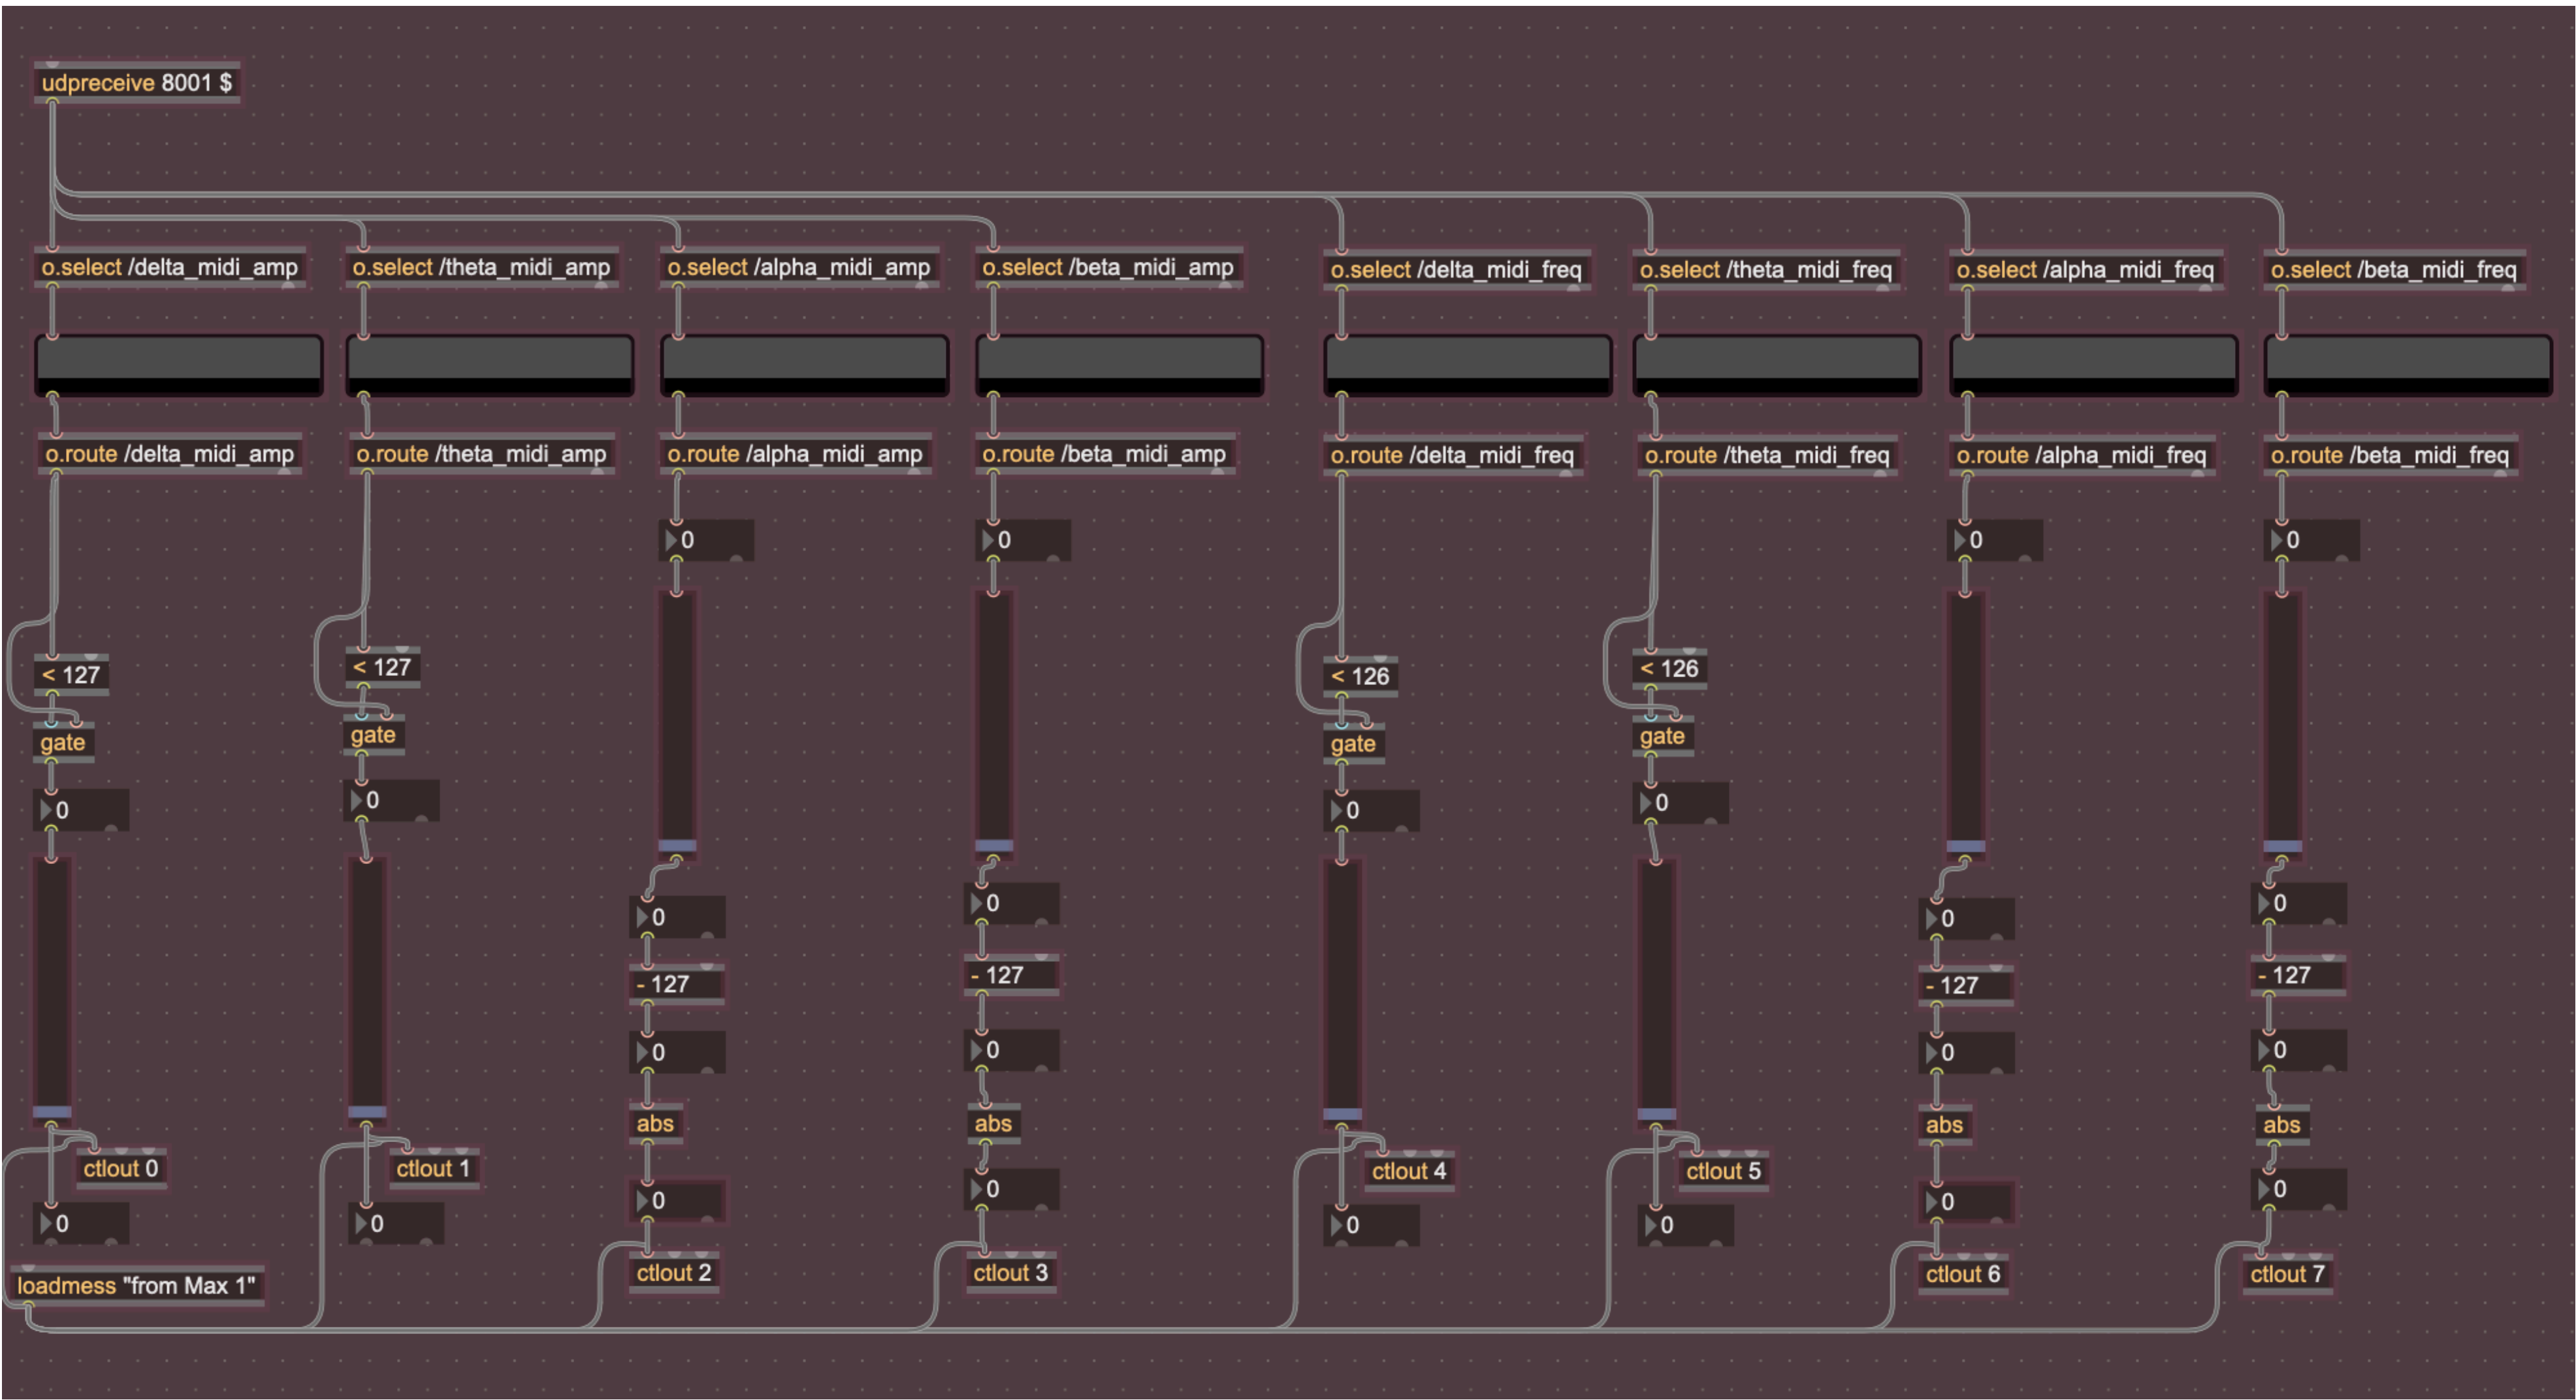 udpreceive 8001 $
o.select /delta_midi_amp
o.select /theta_midi_amp
o.select /alpha_midi_amp
o.select /beta_midi_amp
o.select /delta_midi_freq
o.select /theta_midi_freq
o.select /alpha_midi_freq
o.select /beta_midi_freq
o.route /delta_midi_amp
o.route /theta_midi_amp
o.route /alpha_midi_amp
o.route /beta_midi_amp
o.route /delta_midi_freq
o.route /theta_midi_freq
o.route /alpha_midi_freq
o.route /beta_midi_freq
0
0
0
0
< 127
< 127
< 126
< 126
gate
gate
gate
gate
0
0
0
0
0
0
0
0
- 127
- 127
- 127
- 127
0
0
0
0
abs
abs
abs
abs
ctlout 0
ctlout 1
ctlout 4
ctlout 5
0
0
0
0
0
0
0
0
loadmess "from Max 1"
ctlout 2
ctlout 3
ctlout 6
ctlout 7